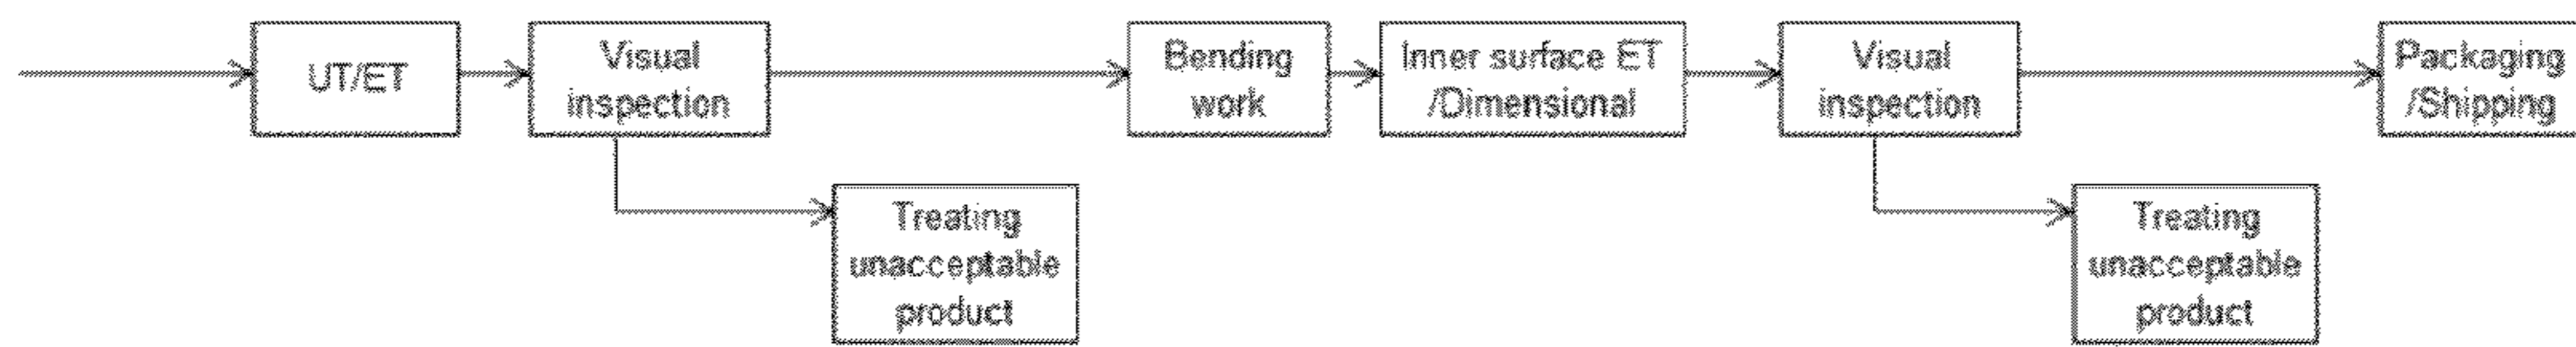 UT/ET
Visual
inspection
Bending
work
Inner surface ET
/Dimensional
Visual
inspection
Packaging
/Shipping
Treating
unacceptable
product
Treating
unacceptable
product